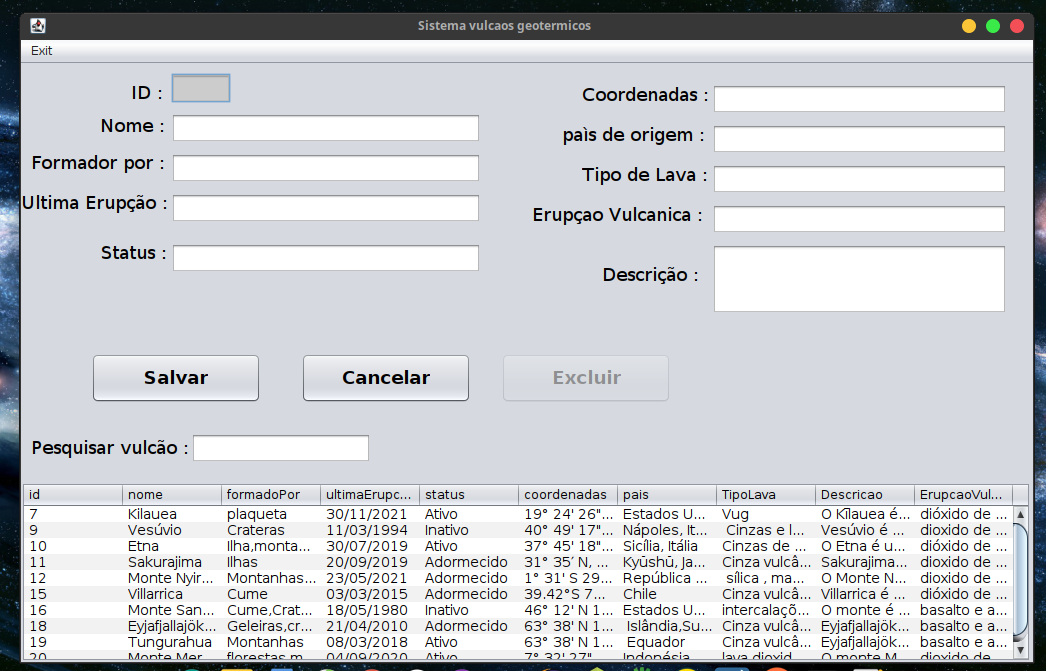 Sistema vulcaos geotermicos
Exit
ID :
Nome :
Formador por :
Ultima Erupção :
Status :
Coordenadas :
paìs de origem :
Tipo de Lava :
Erupçao Vulcanica :
Descrição :
Salvar Cancelar Excluir
Pesquisar vulcão :
id nome formadoPor ultimaErupc... status coordenadas pais TipoLava Descricao ErupcaoVul...
7 Kilauea plaqueta 30/11/2021 Ativo 19° 24' 26"... Estados U... Vug O Kīlauea é... dióxido de ...
9 Vesúvio Crateras 11/03/1994 Inativo 40° 49' 17"... Nápoles, It... Cinzas e l... Vesúvio é ... dioxido de ...
10 Etna Ilha,monta... 30/07/2019 Ativo 37° 45' 18"... Sicília, Itália Cinzas de ... O Etna é u... dióxido de ...
11 Sakurajima Ilhas 20/09/2019 Adormecido 31° 35′ N, ... Kyūshū, Ja... Cinza vulcâ... Sakurajima... dioxido de ...
12 Monte Nyir... Montanhas... 23/05/2021 Adormecido 1° 31' S 29... República ... sílica , ma... O Monte N... dioxido de ...
15 Villarrica Cume 03/03/2015 Adormecido 39.42°S 7... Chile Cinza vulcâ... Villarrica é ... dioxido de ...
16 Monte San... Cume,Crat... 18/05/1980 Inativo 46° 12' N 1... Estados U... intercalaçõ... O monte é ... basalto e a...
18 Eyjafjallajök... Geleiras,cr... 21/04/2010 Adormecido 63° 38' N 1... Islândia,Su... Cinza vulcâ... Eyjafjallajök... basalto e a...
19 Tungurahua Montanhas 08/03/2018 Ativo 63° 38' N 1... Equador Cinza vulcâ... Eyjafjallajök... basalto e a...
20 Monte Mer... florestas,m... 04/09/2020 Ativo 7° 32' 27"... Indonésia lava dioxid... O monte M... dióxido de ...